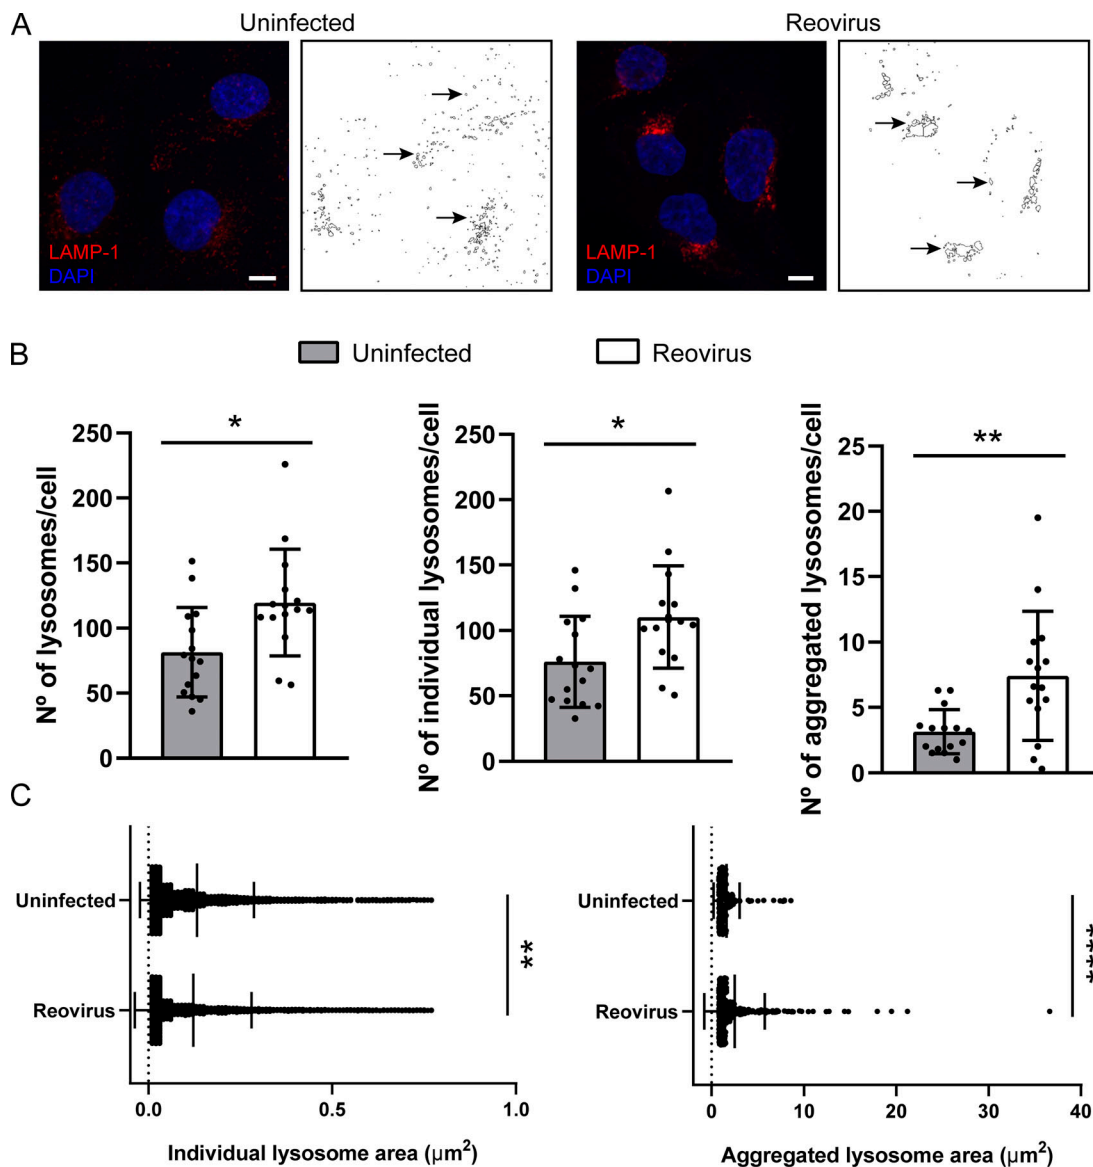 A
Uninfected
Reovirus
LAMP-1
DAPI
LAMP-1
DAPI
B
Uninfected
Reovirus
Nº of lysosomes/cell
250
200
150
100
50
0
*
Nº of individual lysosomes/cell
250
200
150
100
50
0
*
Nº of aggregated lysosomes/cell
25
20
15
10
5
0
**
C
Uninfected
Reovirus
**
0.0
0.5
1.0
Individual lysosome area (µm²)
Uninfected
Reovirus
****
0
10
20
30
40
Aggregated lysosome area (µm²)